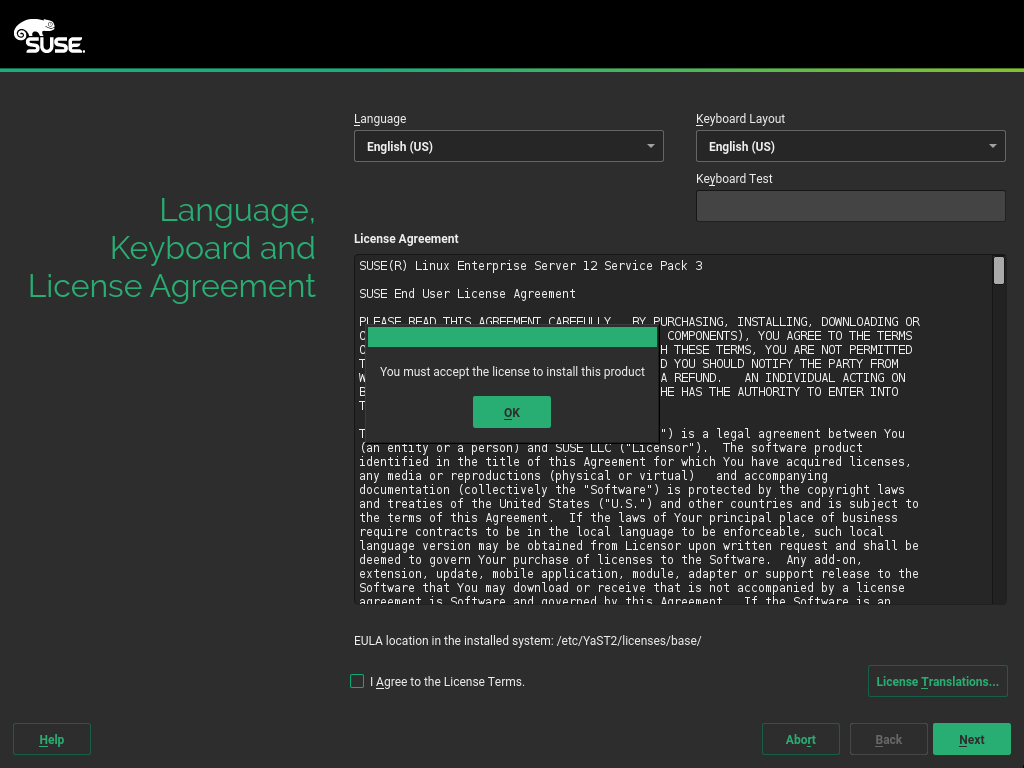 SUSE.
Language
Keyboard Layout
English (US)
English (US)
Keyboard Test
Language,
Keyboard and
License Agreement
License Agreement
SUSE(R) Linux Enterprise Server 12 Service Pack 3
SUSE End User License Agreement
PLEASE READ THIS AGREEMENT CAREFULLY. BY PURCHASING, INSTALLING, DOWNLOADING OR
COMPONENTS), YOU AGREE TO THE TERMS
H THESE TERMS, YOU ARE NOT PERMITTED
D YOU SHOULD NOTIFY THE PARTY FROM
A REFUND. AN INDIVIDUAL ACTING ON
HE HAS THE AUTHORITY TO ENTER INTO
You must accept the license to install this product
OK
") is a legal agreement between You
(an entity or a person) and SUSE LLC ("Licensor"). The software product
identified in the title of this Agreement for which You have acquired licenses,
any media or reproductions (physical or virtual) and accompanying
documentation (collectively the "Software") is protected by the copyright laws
and treaties of the United States ("U.S.") and other countries and is subject to
the terms of this Agreement. If the laws of Your principal place of business
require contracts to be in the local language to be enforceable, such local
language version may be obtained from Licensor upon written request and shall be
deemed to govern Your purchase of licenses to the Software. Any add-on,
extension, update, mobile application, module, adapter or support release to the
Software that You may download or receive that is not accompanied by a license
agreement is Software and governed by this Agreement. If the Software is an
EULA location in the installed system: /etc/YaST2/licenses/base/
I Agree to the License Terms.
License Translations...
Help
Abort
Back
Next